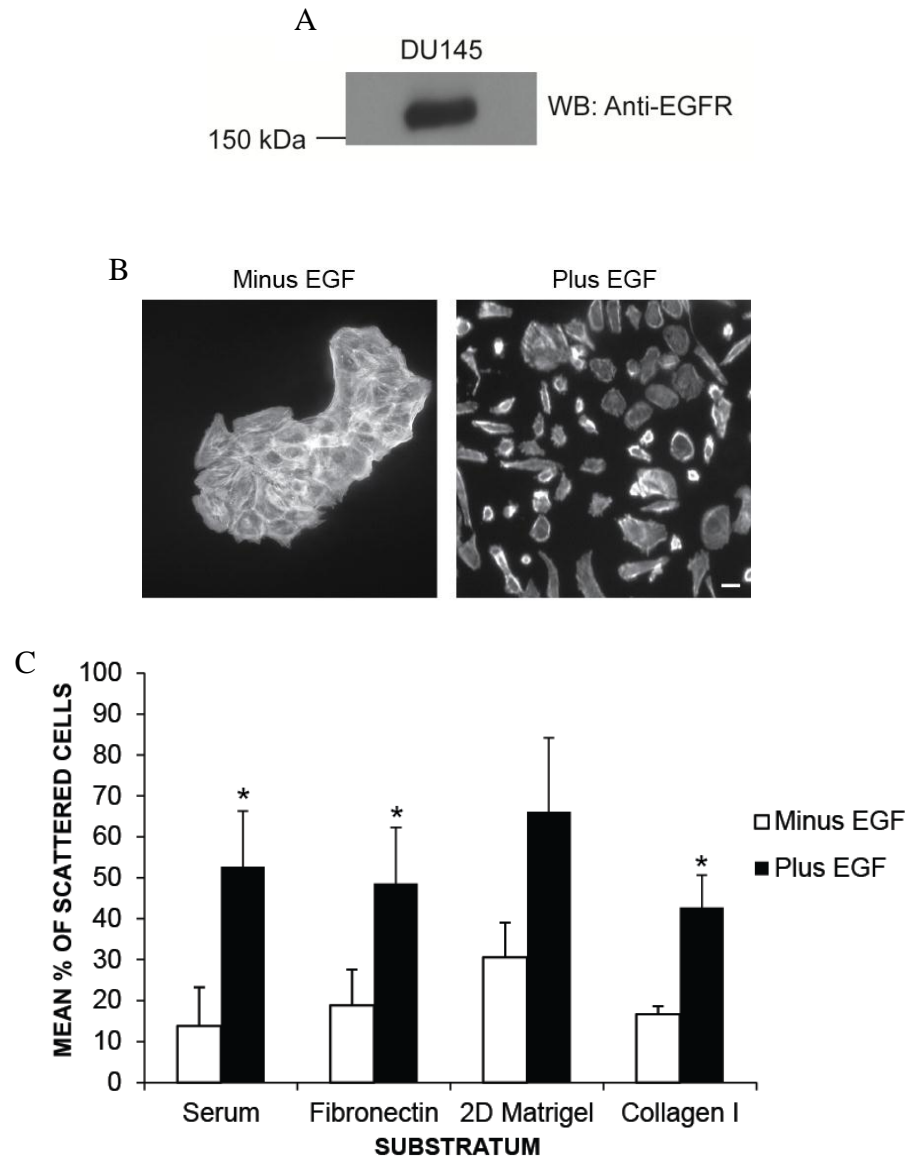 A
DU145
WB: Anti-EGFR
150 kDa
B
Minus EGF
Plus EGF
C
MEAN % OF SCATTERED CELLS
100
90
80
70
60
50
40
30
20
10
0
*
*
*
Minus EGF
Plus EGF
Serum
Fibronectin
2D Matrigel
Collagen I
SUBSTRATUM